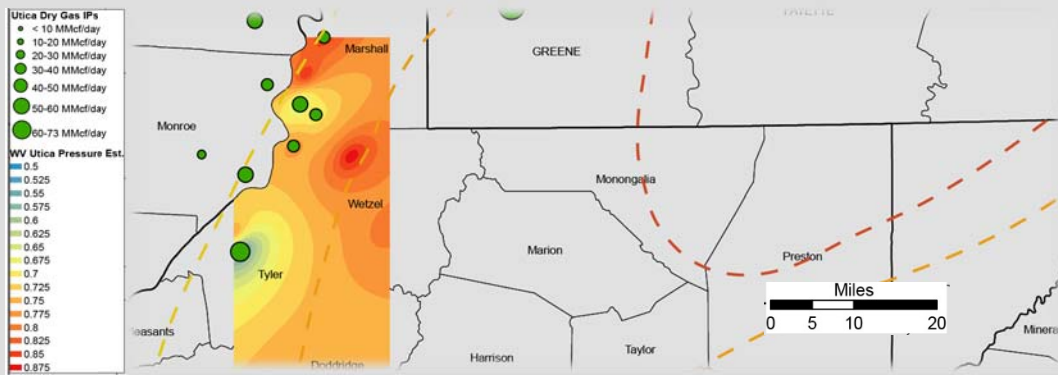 Utica Dry Gas IPs
< 10 MMcf/day
10-20 MMcf/day
20-30 MMcf/day
30-40 MMcf/day
40-50 MMcf/day
50-60 MMcf/day
60-73 MMcf/day
WV Utica Pressure Est.
0.5
0.525
0.55
0.575
0.6
0.625
0.65
0.675
0.7
0.725
0.75
0.775
0.8
0.825
0.85
0.875
FAYETTE
Marshall
GREENE
Monroe
Monongalia
Wetzel
Marion
Preston
Tyler
Miles
0 5 10 20
easants
Minera
Harrison
Taylor
Doddridge